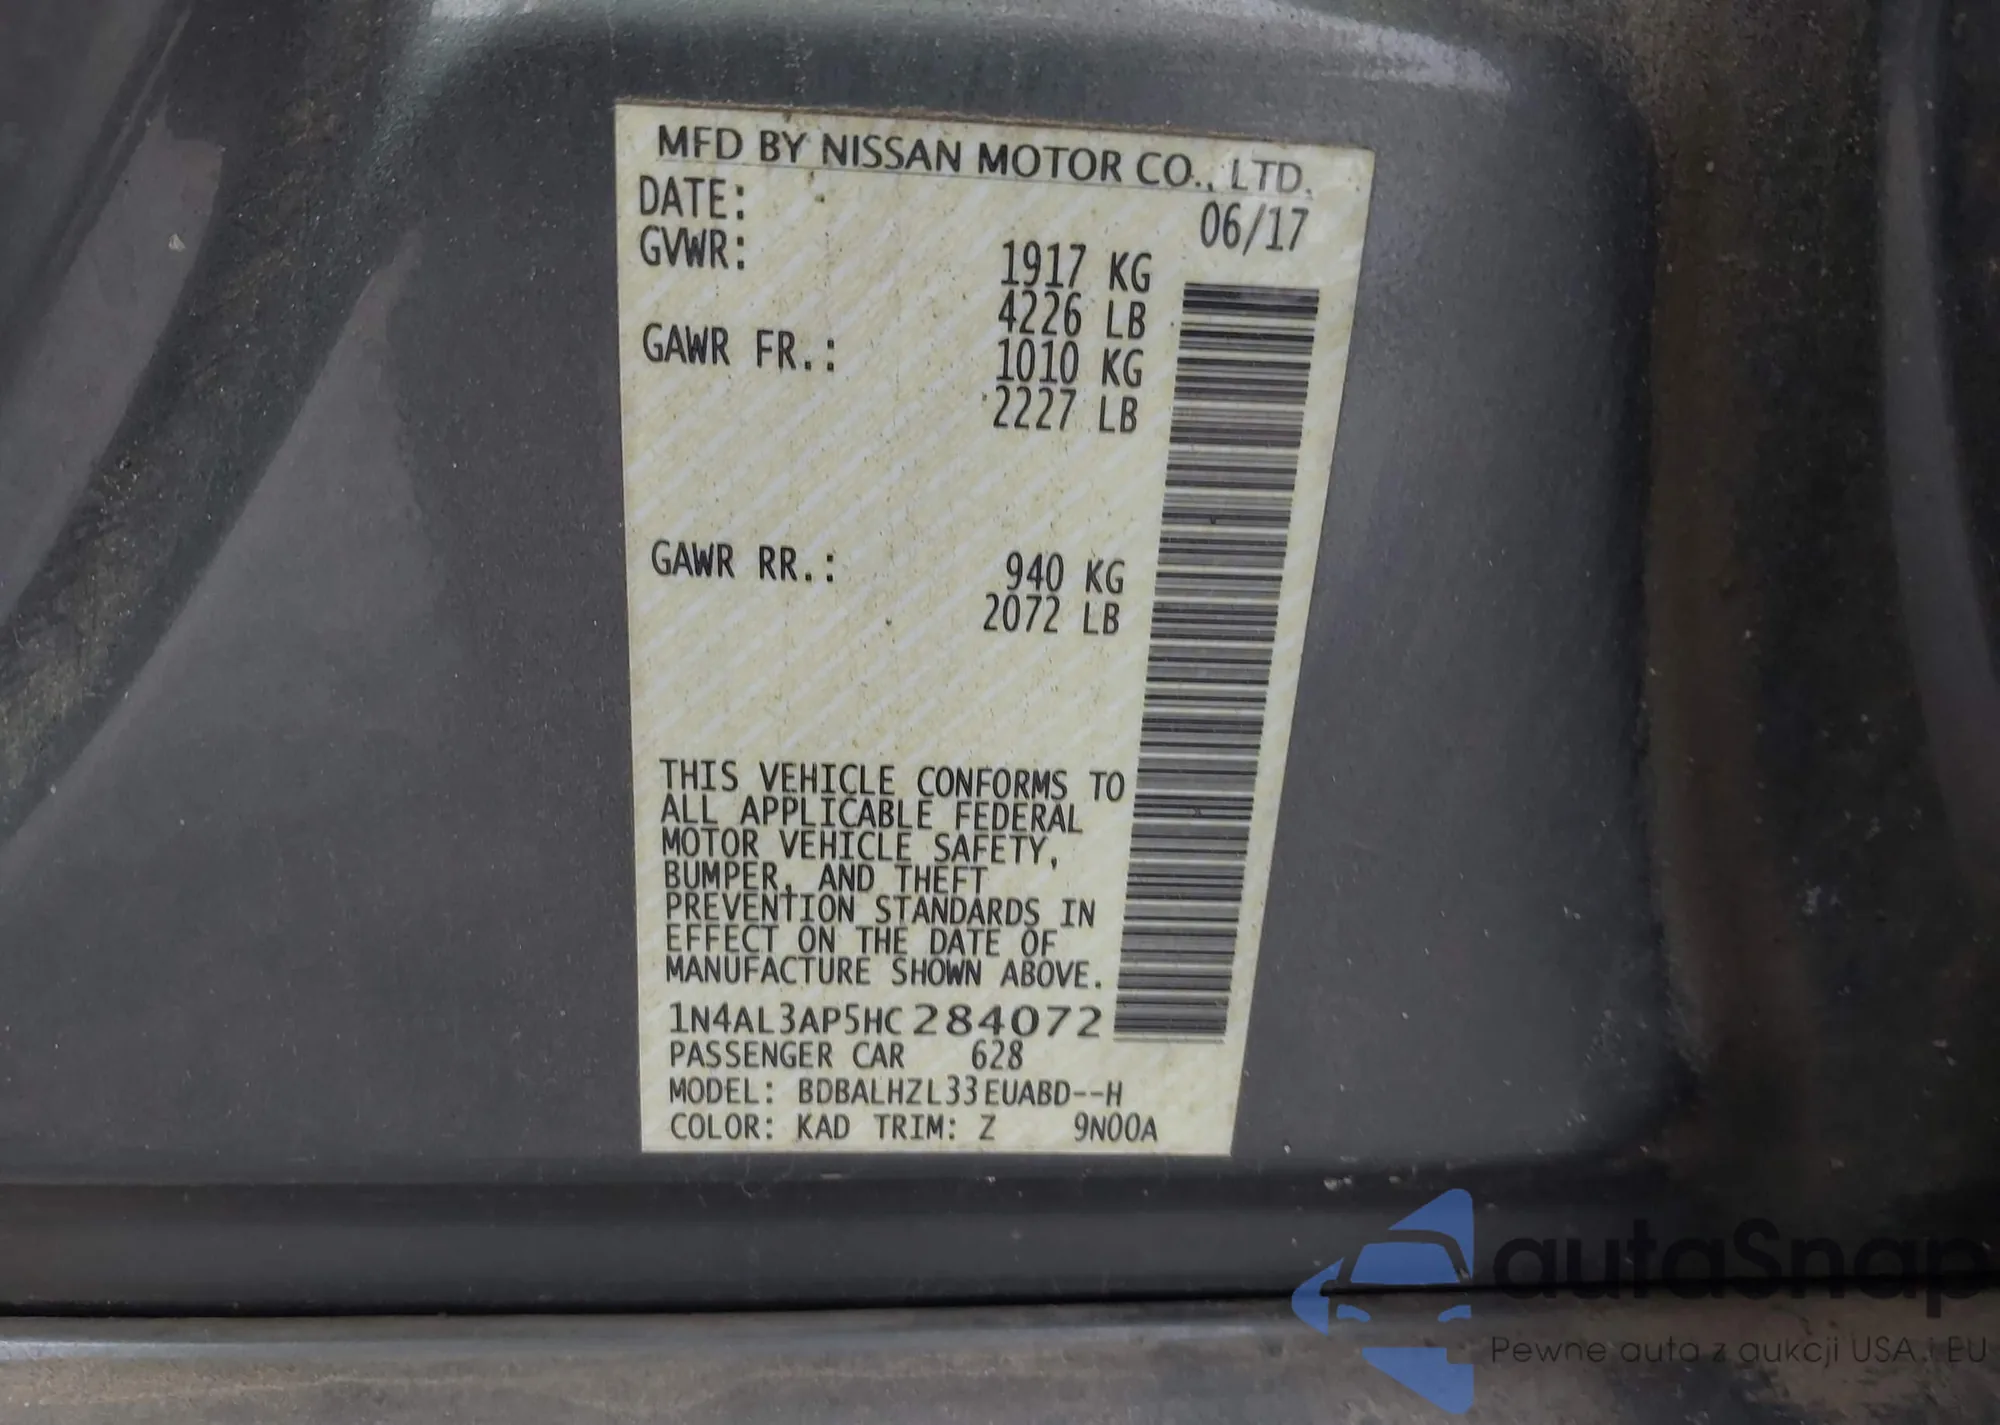 MFD BY NISSAN MOTOR CO., LTD.
DATE: 06/17
GVWR: 1917 KG
4226 LB
GAWR FR.: 1010 KG
2227 LB
GAWR RR.: 940 KG
2072 LB
THIS VEHICLE CONFORMS TO
ALL APPLICABLE FEDERAL
MOTOR VEHICLE SAFETY,
BUMPER, AND THEFT
PREVENTION STANDARDS IN
EFFECT ON THE DATE OF
MANUFACTURE SHOWN ABOVE.
1N4AL3AP5HC284072
PASSENGER CAR 628
MODEL: BDBALHZL33EUABD--H
COLOR: KAD TRIM: Z 9N00A
autaSnap
Pewne auta z aukcji USA i EU